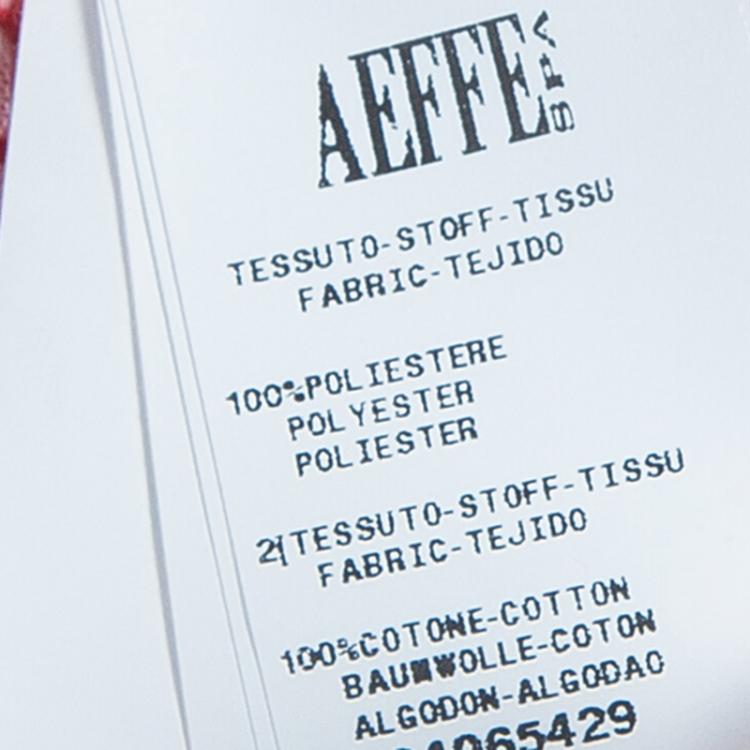 AEFFE SPA
TESSUTO-STOFF-TISSU
FABRIC-TEJIDO
100%POLIESTERE
POLYESTER
POLIESTER
2{TESSUTO-STOFF-TISSU
FABRIC-TEJIDO
100%COTONE-COTTON
BAUMWOLLE-COTON
ALGODON-ALGODAO